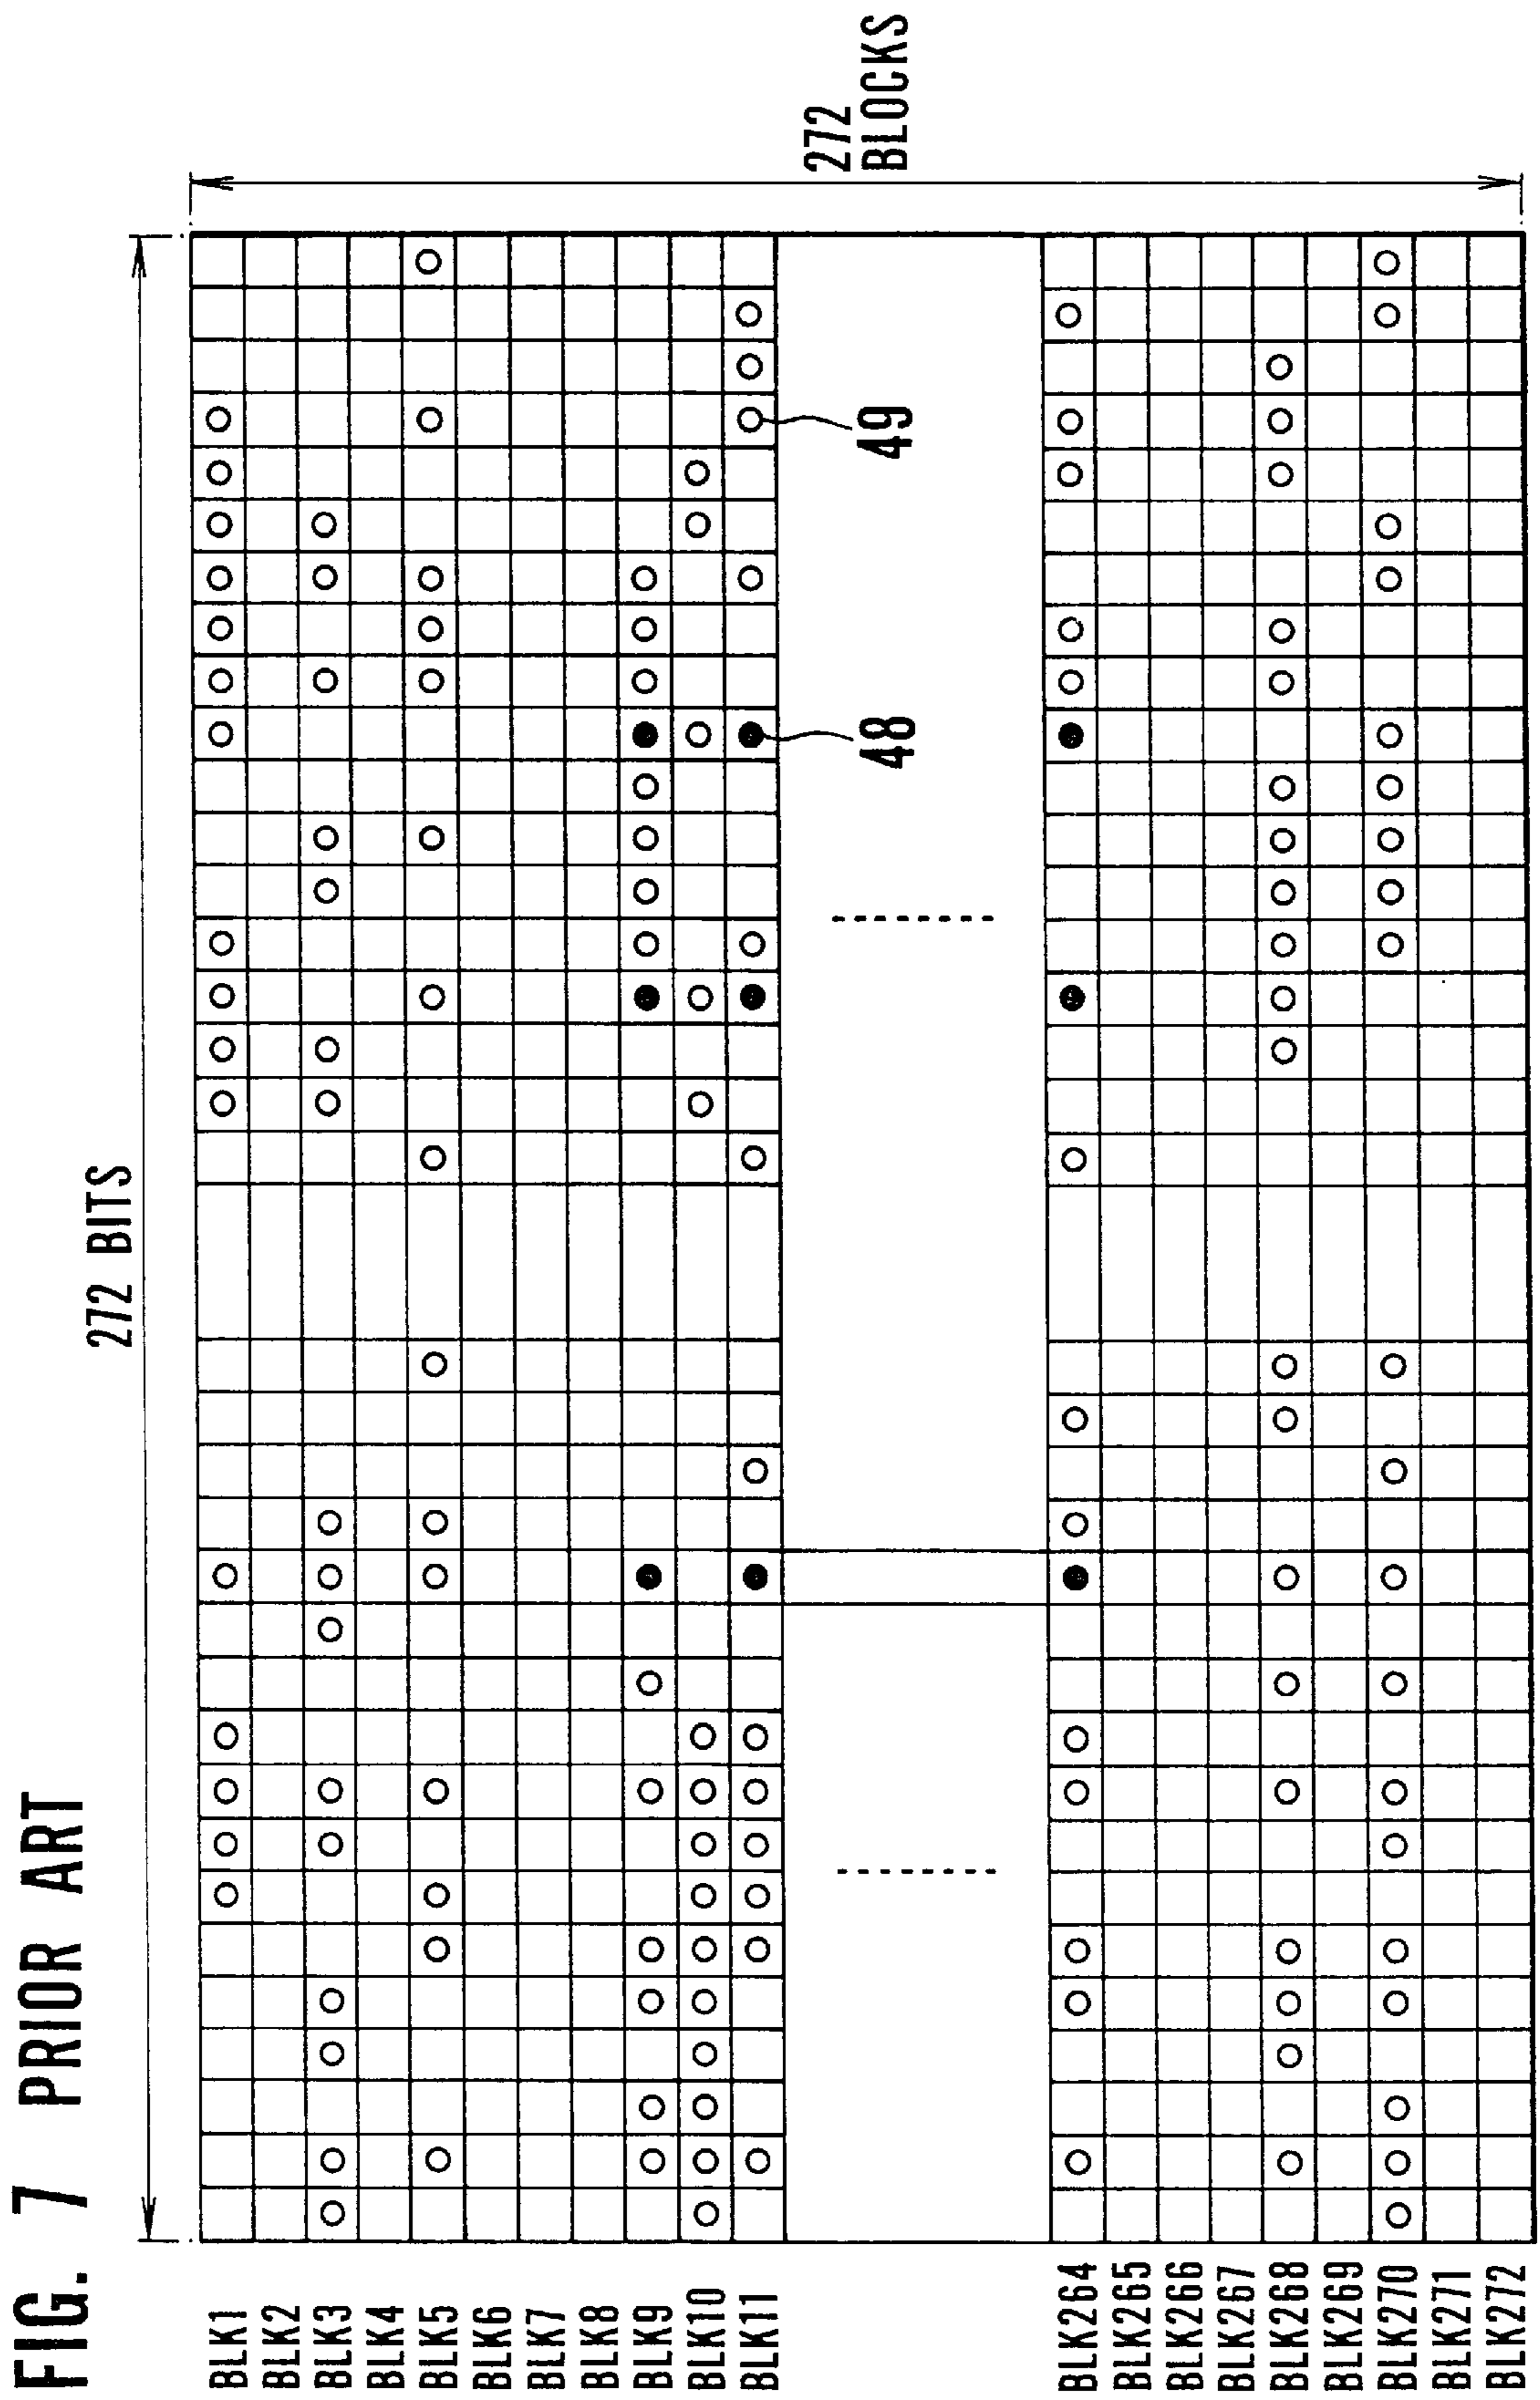 FIG. 7 PRIOR ART
272 BITS
272
BLOCKS
BLK1
BLK2
BLK3
BLK4
BLK5
BLK6
BLK7
BLK8
BLK9
BLK10
BLK11
48
49
BLK264
BLK265
BLK266
BLK267
BLK268
BLK269
BLK270
BLK271
BLK272